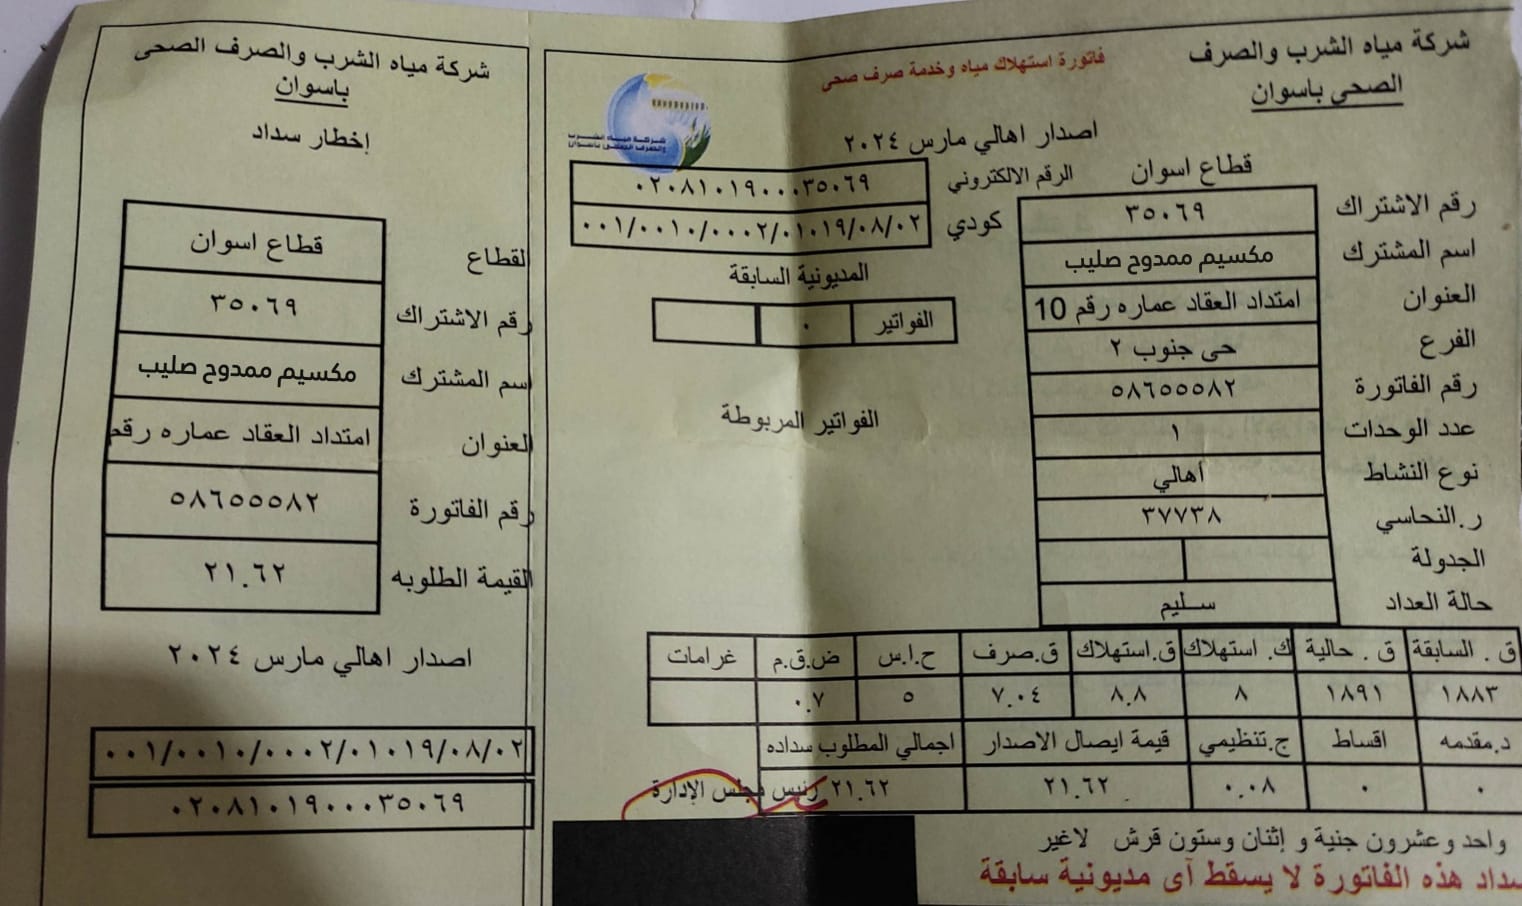 شركة مياه الشرب والصرف
الصحي باسوان
فاتورة استهلاك مياه وخدمة صرف صحى
شركة مياه الشرب
والصرف الصحى بأسوان
اصدار اهالي مارس ٢٠٢٤
قطاع اسوان
الرقم الالكتروني ٠٢٠٨١٠١٩٠٠٠٣٥٠٦٩
كودي ٠٠١/٠٠١٠/٠٠٠٢/٠١٠١٩/٠٨/٠٢
رقم الاشتراك ٣٥٠٦٩
اسم المشترك مكسيم ممدوح صليب
العنوان امتداد العقاد عماره رقم 10
الفرع حى جنوب ٢
رقم الفاتورة ٥٨٦٥٥٥٨٢
عدد الوحدات ١
نوع النشاط أهالي
ر.النحاسي ٣٧٧٣٨
الجدولة
حالة العداد سليم
المديونية السابقة
الفواتير ٠
الفواتير المربوطة
ق . السابقة ق . حالية ك. استهلاك ق.استهلاك ق.صرف ح.ا.س ض.ق.م غرامات
١٨٨٣ ١٨٩١ ٨ ٨.٨ ٧.٠٤ ٥ ٠.٧
د.مقدمه اقساط ج.تنظيمي قيمة ايصال الاصدار اجمالي المطلوب سداده
٠ ٠ ٠.٠٨ ٢١.٦٢ ٢١.٦٢
رئيس مجلس الإدارة
واحد وعشرون جنية و إثنان وستون قرش لاغير
سداد هذه الفاتورة لا يسقط آى مديونية سابقة
شركة مياه الشرب والصرف الصحى
باسوان
إخطار سداد
القطاع قطاع اسوان
رقم الاشتراك ٣٥٠٦٩
اسم المشترك مكسيم ممدوح صليب
العنوان امتداد العقاد عماره رقم
رقم الفاتورة ٥٨٦٥٥٥٨٢
القيمة الطلوبه ٢١.٦٢
اصدار اهالي مارس ٢٠٢٤
٠٠١/٠٠١٠/٠٠٠٢/٠١٠١٩/٠٨/٠٢
٠٢٠٨١٠١٩٠٠٠٣٥٠٦٩